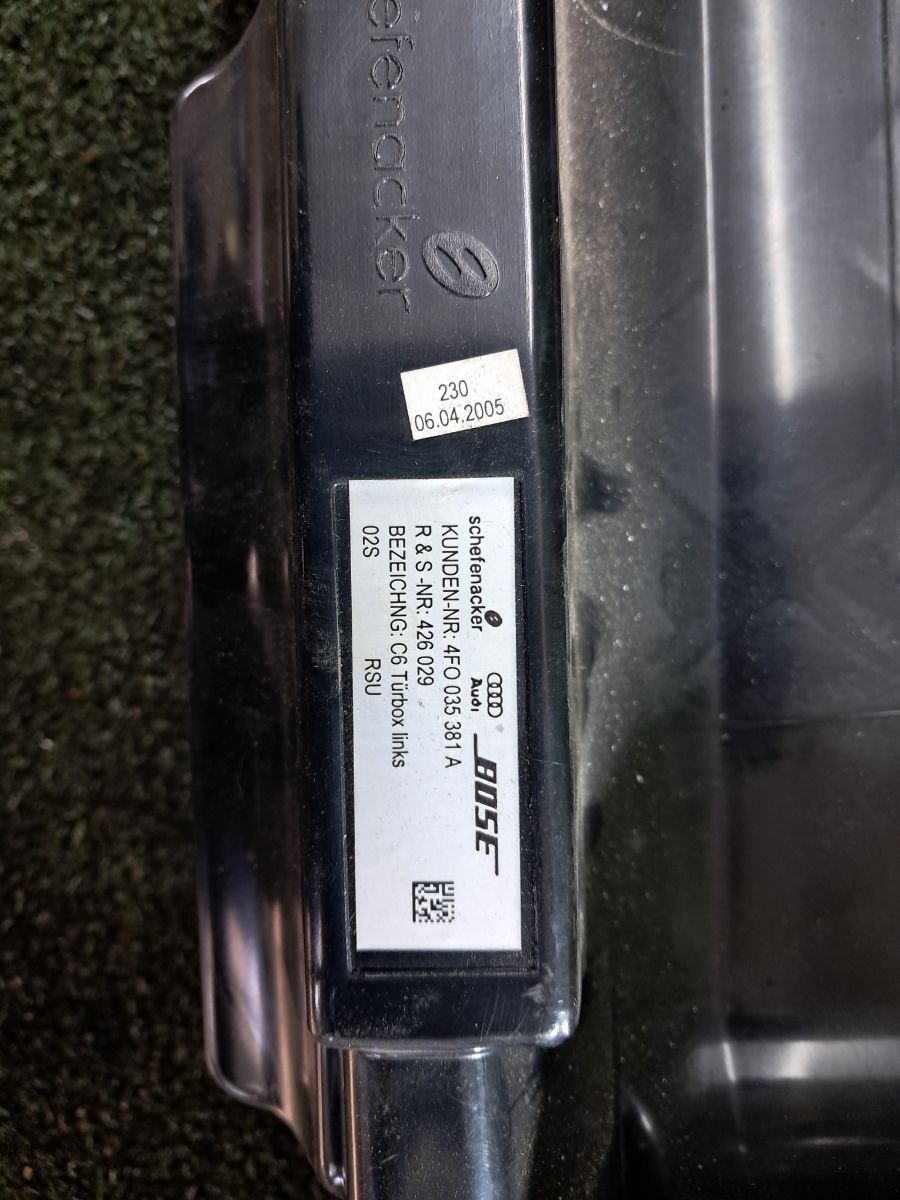 efenacker
230
06.04.2005
schefenacker Audi BOSE
KUNDEN-NR: 4FO 035 381 A
R & S -NR: 426 029
BEZEICHNG: C6 Türbox links
02S RSU